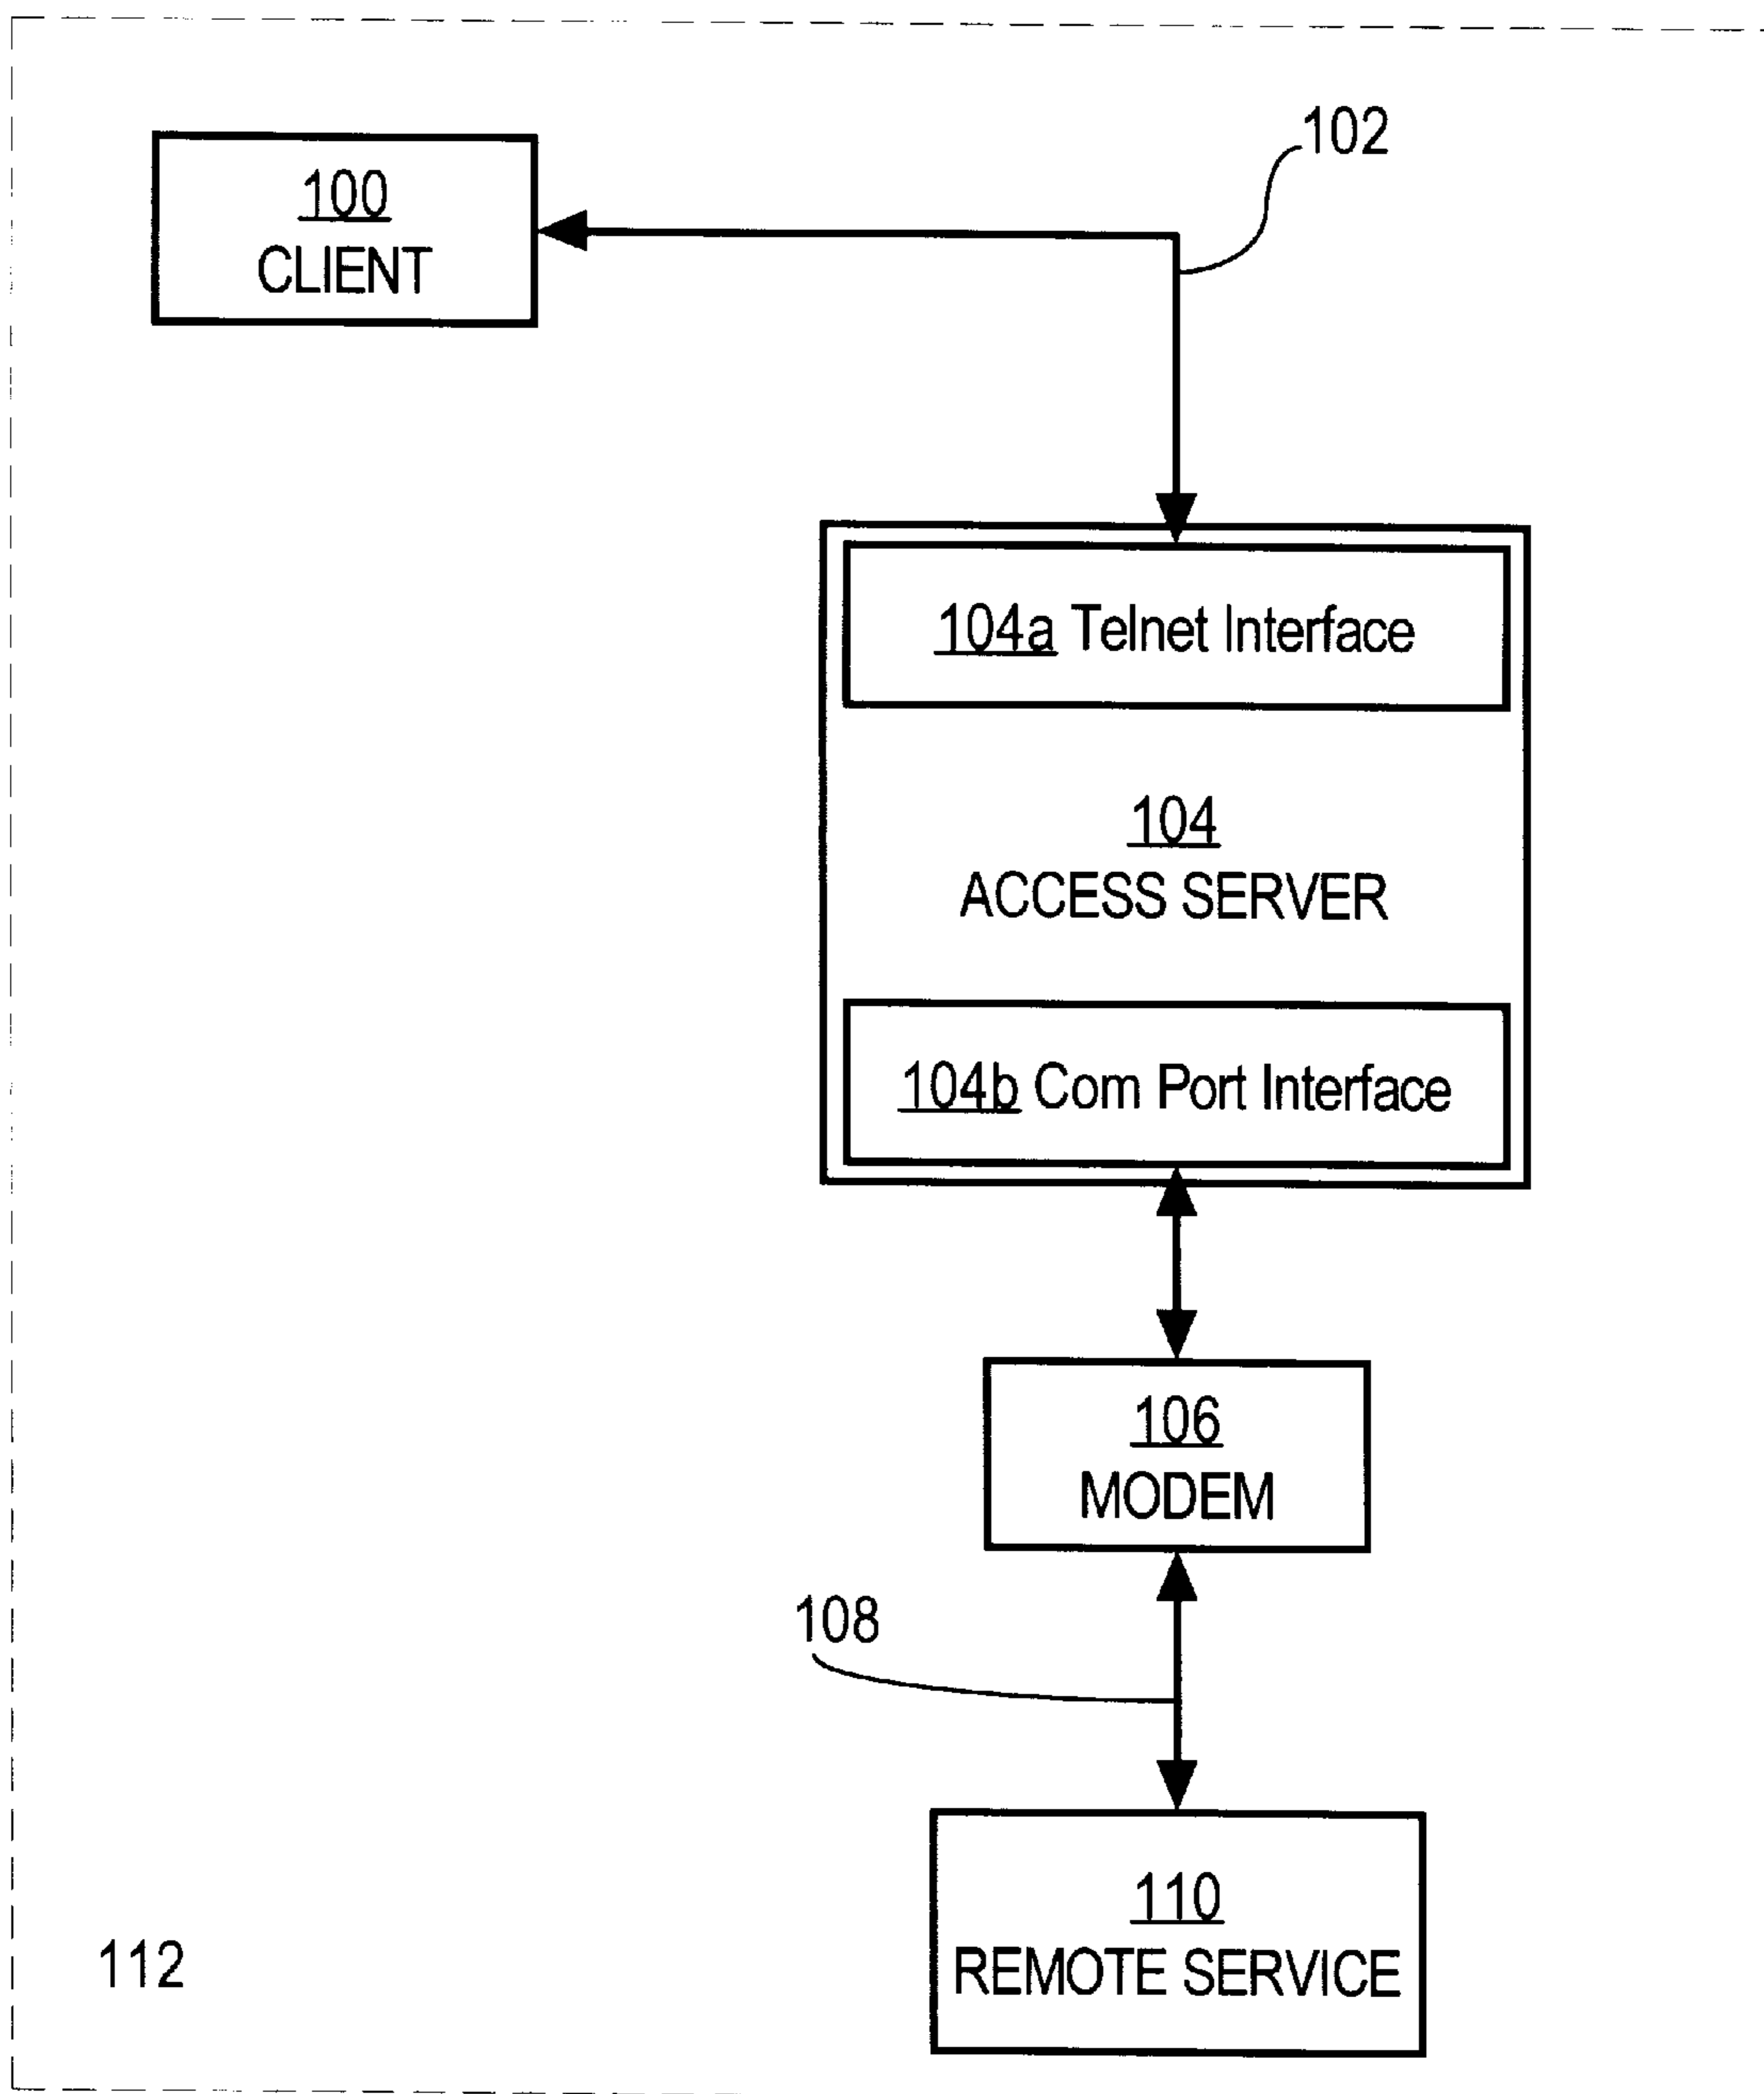 102
100
CLIENT
104a Telnet Interface
104
ACCESS SERVER
104b Com Port Interface
106
MODEM
108
110
REMOTE SERVICE
112